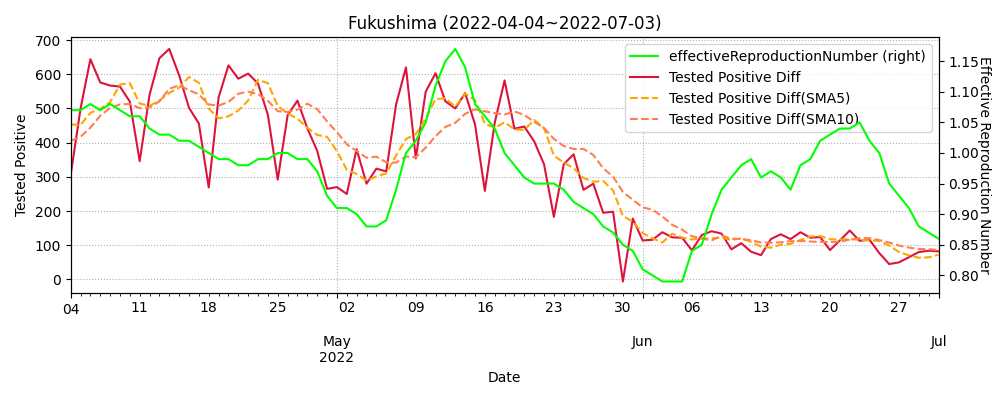 Fukushima (2022-04-04~2022-07-03)
effectiveReproductionNumber (right)
Tested Positive Diff
Tested Positive Diff(SMA5)
Tested Positive Diff(SMA10)
Tested Positive
700
600
500
400
300
200
100
0
Effective Reproduction Number
1.15
1.10
1.05
1.00
0.95
0.90
0.85
0.80
04 11 18 25 02 09 16 23 30 06 13 20 27
May Jun Jul
2022
Date